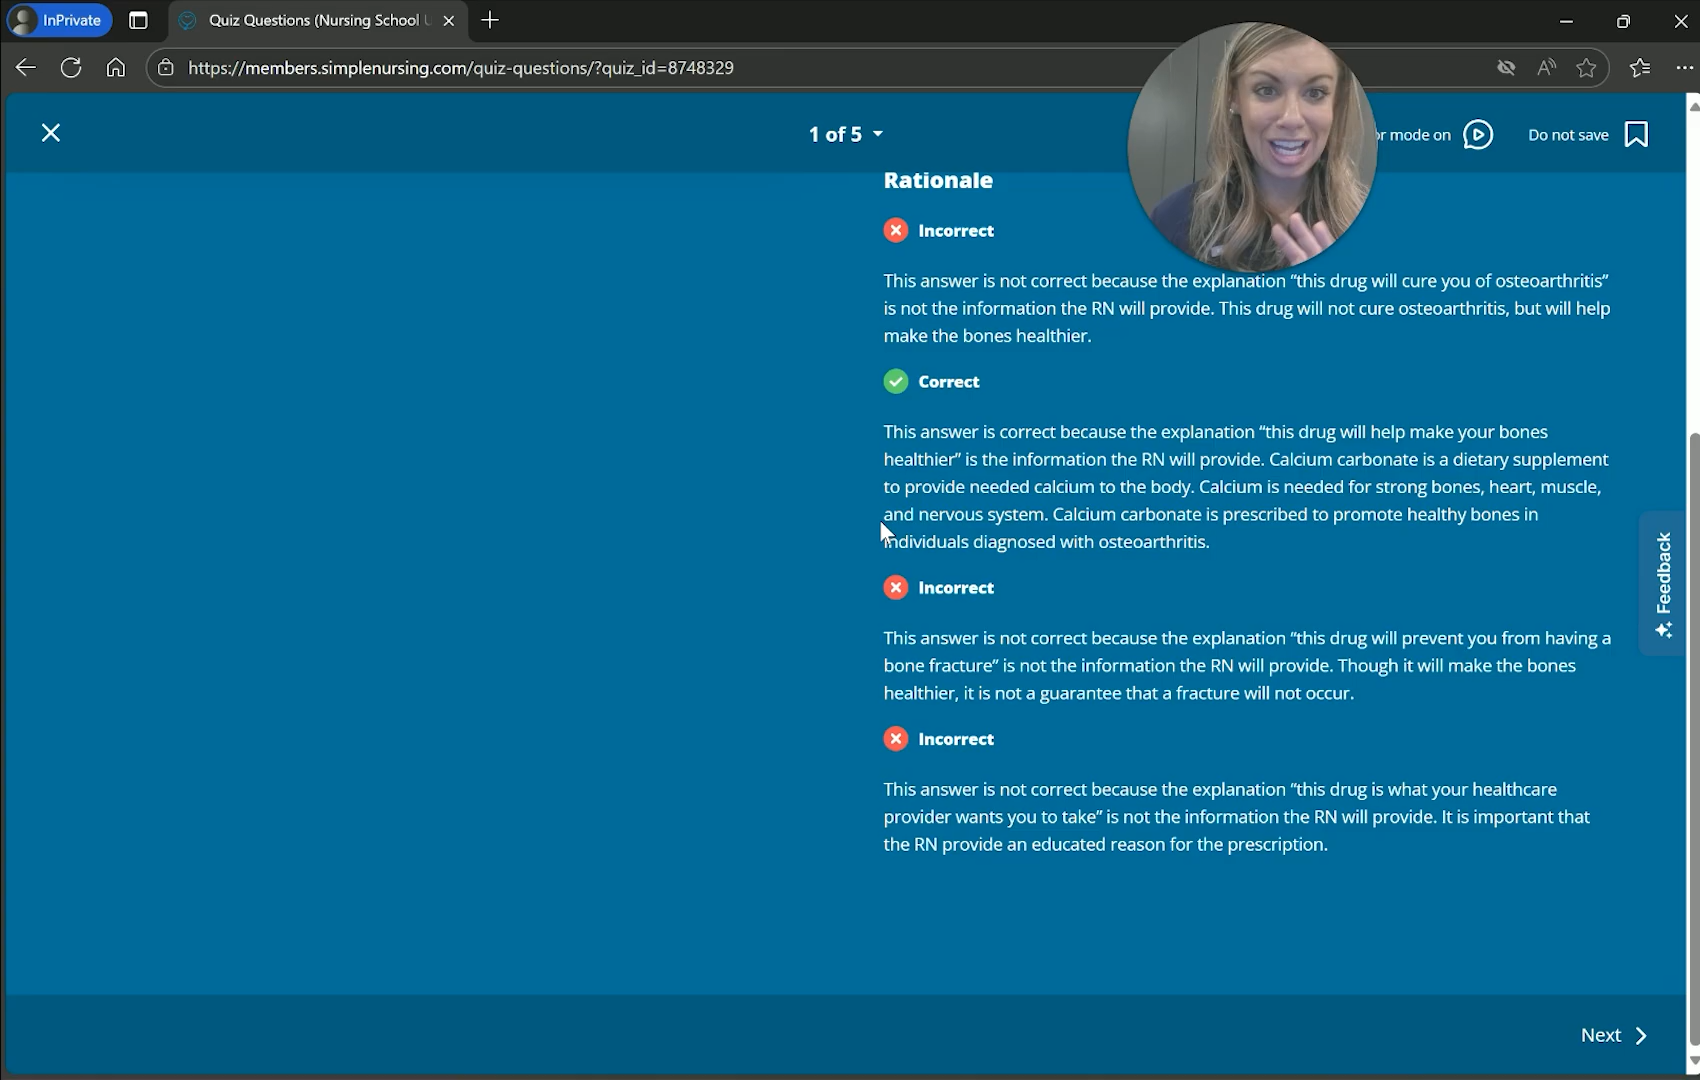 InPrivate
Quiz Questions (Nursing School
https://members.simplenursing.com/quiz-questions/?quiz_id=8748329
1 of 5
mode on
Do not save
Rationale
Incorrect
This answer is not correct because the explanation “this drug will cure you of osteoarthritis”
is not the information the RN will provide. This drug will not cure osteoarthritis, but will help
make the bones healthier.
Correct
This answer is correct because the explanation “this drug will help make your bones
healthier” is the information the RN will provide. Calcium carbonate is a dietary supplement
to provide needed calcium to the body. Calcium is needed for strong bones, heart, muscle,
and nervous system. Calcium carbonate is prescribed to promote healthy bones in
individuals diagnosed with osteoarthritis.
Incorrect
This answer is not correct because the explanation “this drug will prevent you from having a
bone fracture” is not the information the RN will provide. Though it will make the bones
healthier, it is not a guarantee that a fracture will not occur.
Incorrect
This answer is not correct because the explanation “this drug is what your healthcare
provider wants you to take” is not the information the RN will provide. It is important that
the RN provide an educated reason for the prescription.
Feedback
Next